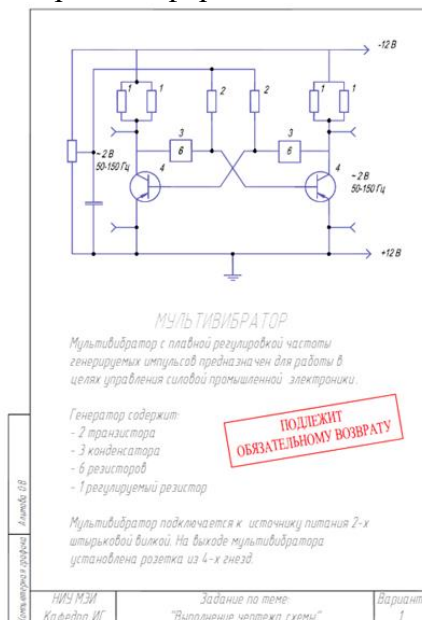 -12 В
1 1 2 2 1 1
3 3
6 6
~ 2 В
50-150 Гц
4 4
~ 2 В
50-150 Гц
+12 В
МУЛЬТИВИБРАТОР
Мультивибратор с плавной регулировкой частоты
генерируемых импульсов предназначен для работы в
целях управления силовой промышленной электроники.
Генератор содержит:
- 2 транзистора
- 3 конденсатора
- 6 резисторов
- 1 регулируемый резистор
ПОДЛЕЖИТ
ОБЯЗАТЕЛЬНОМУ ВОЗВРАТУ
Мультивибратор подключается к источнику питания 2-х
штырьковой вилкой. На выходе мультивибратора
установлена розетка из 4-х гнезд.
Компьютерная графика
НИУ МЭИ
Кафедра ИГ
Задание по теме:
"Выполнение чертежа схемы"
Вариант
1